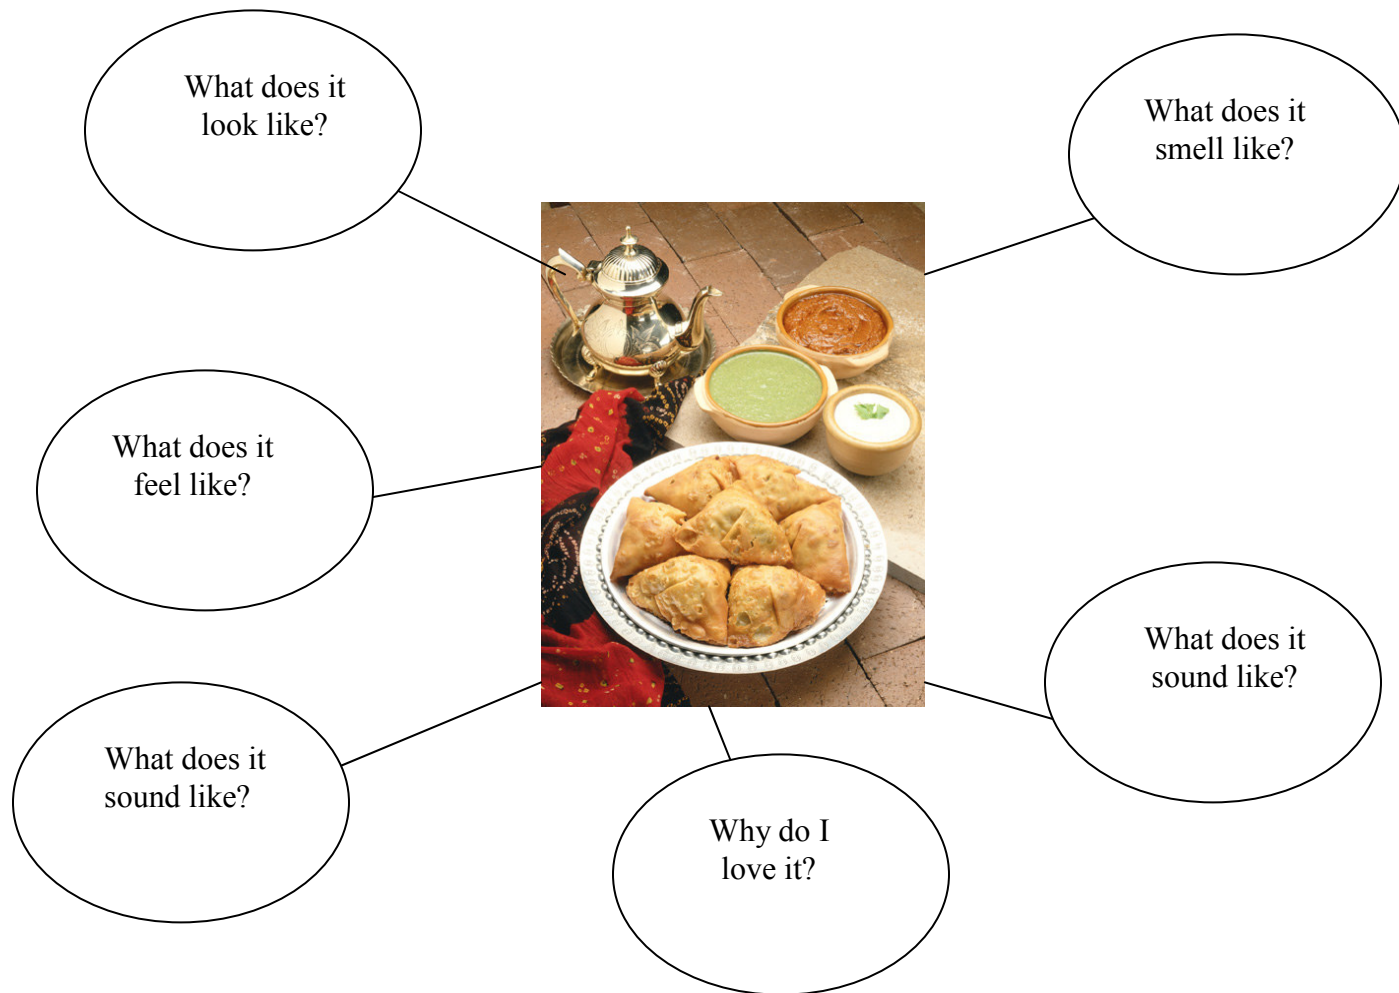 What does it
look like?
What does it
smell like?
What does it
feel like?
What does it
sound like?
What does it
sound like?
Why do I
love it?